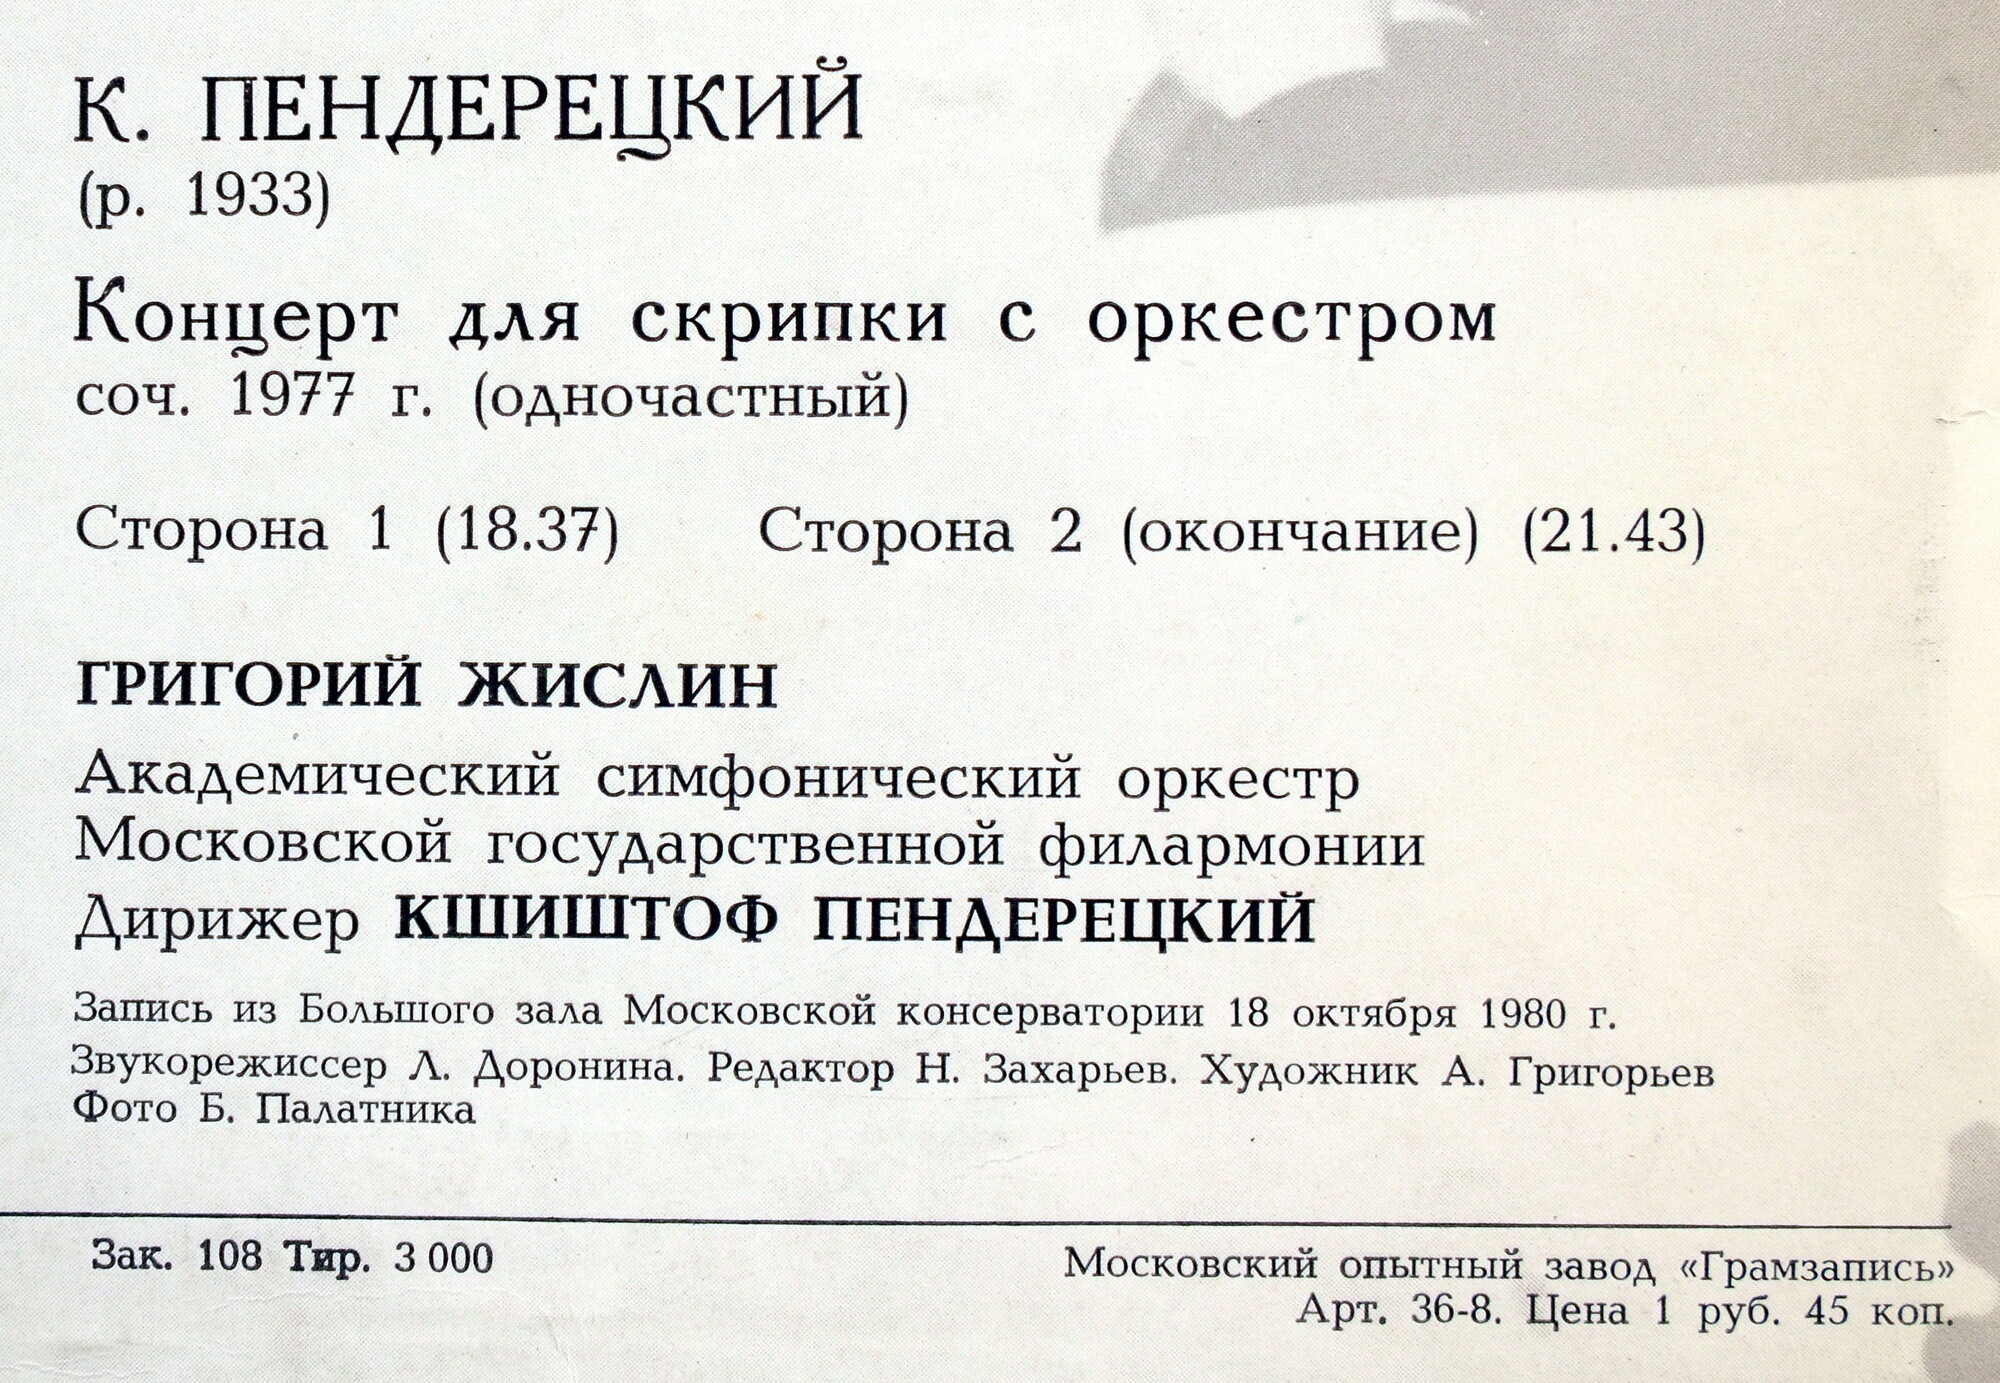 К. ПЕНДЕРЕЦКИЙ
(р. 1933)
Концерт для скрипки с оркестром
соч. 1977 г. (одночастный)
Сторона 1 (18.37) Сторона 2 (окончание) (21.43)
ГРИГОРИЙ ЖИСЛИН
Академический симфонический оркестр
Московской государственной филармонии
Дирижер КШИШТОФ ПЕНДЕРЕЦКИЙ
Запись из Большого зала Московской консерватории 18 октября 1980 г.
Звукорежиссер Л. Доронина. Редактор Н. Захарьев. Художник А. Григорьев
Фото Б. Палатника
Зак. 108 Тир. 3 000
Московский опытный завод «Грамзапись»
Арт. 36-8. Цена 1 руб. 45 коп.